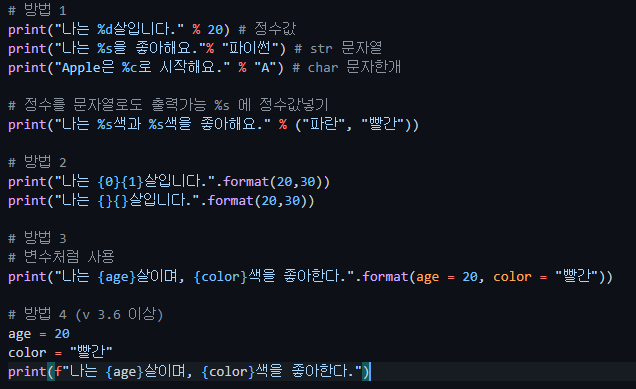 # 방법 1
print("나는 %d살입니다." % 20) # 정수값
print("나는 %s을 좋아해요."% "파이썬") # str 문자열
print("Apple은 %c로 시작해요." % "A") # char 문자한개
# 정수를 문자열로도 출력가능 %s 에 정수값넣기
print("나는 %s색과 %s색을 좋아해요." % ("파란", "빨간"))
# 방법 2
print("나는 {0}{1}살입니다.".format(20,30))
print("나는 {}{}살입니다.".format(20,30))
# 방법 3
# 변수처럼 사용
print("나는 {age}살이며, {color}색을 좋아한다.".format(age = 20, color = "빨간"))
# 방법 4 (v 3.6 이상)
age = 20
color = "빨간"
print(f"나는 {age}살이며, {color}색을 좋아한다.")